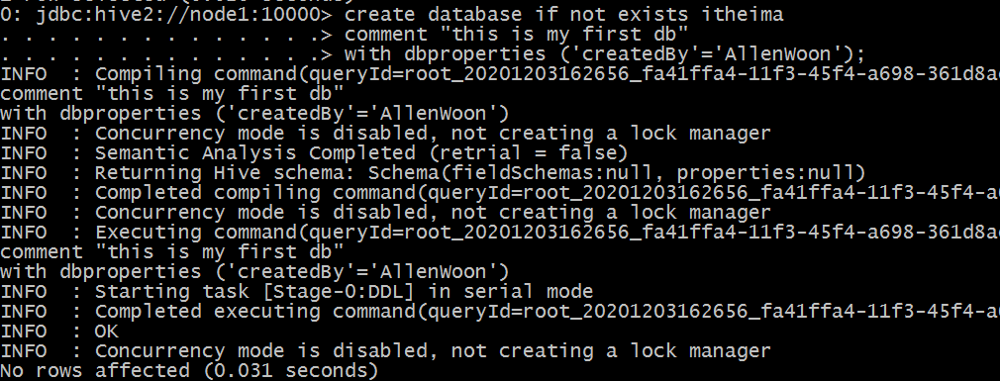 0: jdbc:hive2://node1:10000> create database if not exists itheima
. . . . . . . . . . . . . .> comment "this is my first db"
. . . . . . . . . . . . . .> with dbproperties ('createdBy'='AllenWoon');
INFO  : Compiling command(queryId=root_20201203162656_fa41ffa4-11f3-45f4-a698-361d8a
comment "this is my first db"
with dbproperties ('createdBy'='AllenWoon')
INFO  : Concurrency mode is disabled, not creating a lock manager
INFO  : Semantic Analysis Completed (retrial = false)
INFO  : Returning Hive schema: Schema(fieldSchemas:null, properties:null)
INFO  : Completed compiling command(queryId=root_20201203162656_fa41ffa4-11f3-45f4-a
INFO  : Concurrency mode is disabled, not creating a lock manager
INFO  : Executing command(queryId=root_20201203162656_fa41ffa4-11f3-45f4-a698-361d8a
comment "this is my first db"
with dbproperties ('createdBy'='AllenWoon')
INFO  : Starting task [Stage-0:DDL] in serial mode
INFO  : Completed executing command(queryId=root_20201203162656_fa41ffa4-11f3-45f4-a
INFO  : OK
INFO  : Concurrency mode is disabled, not creating a lock manager
No rows affected (0.031 seconds)